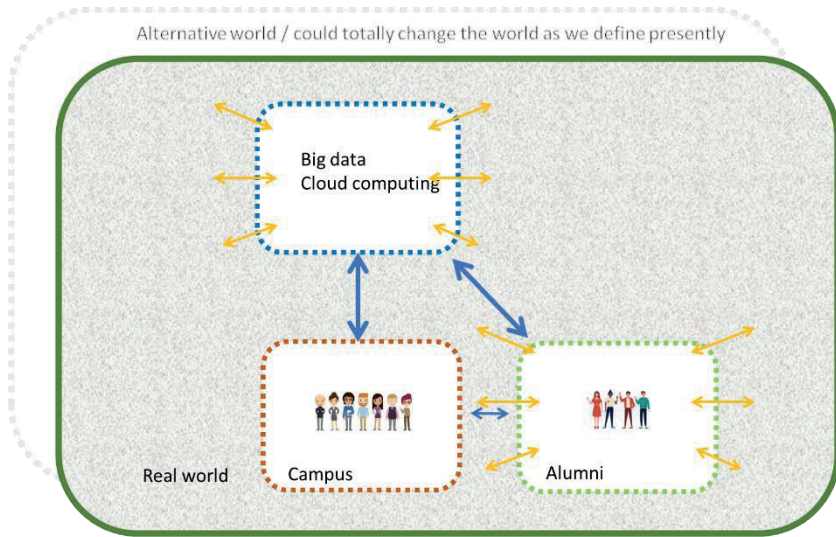 Alternative world / could totally change the world as we define presently
Big data
Cloud computing
Real world
Campus
Alumni